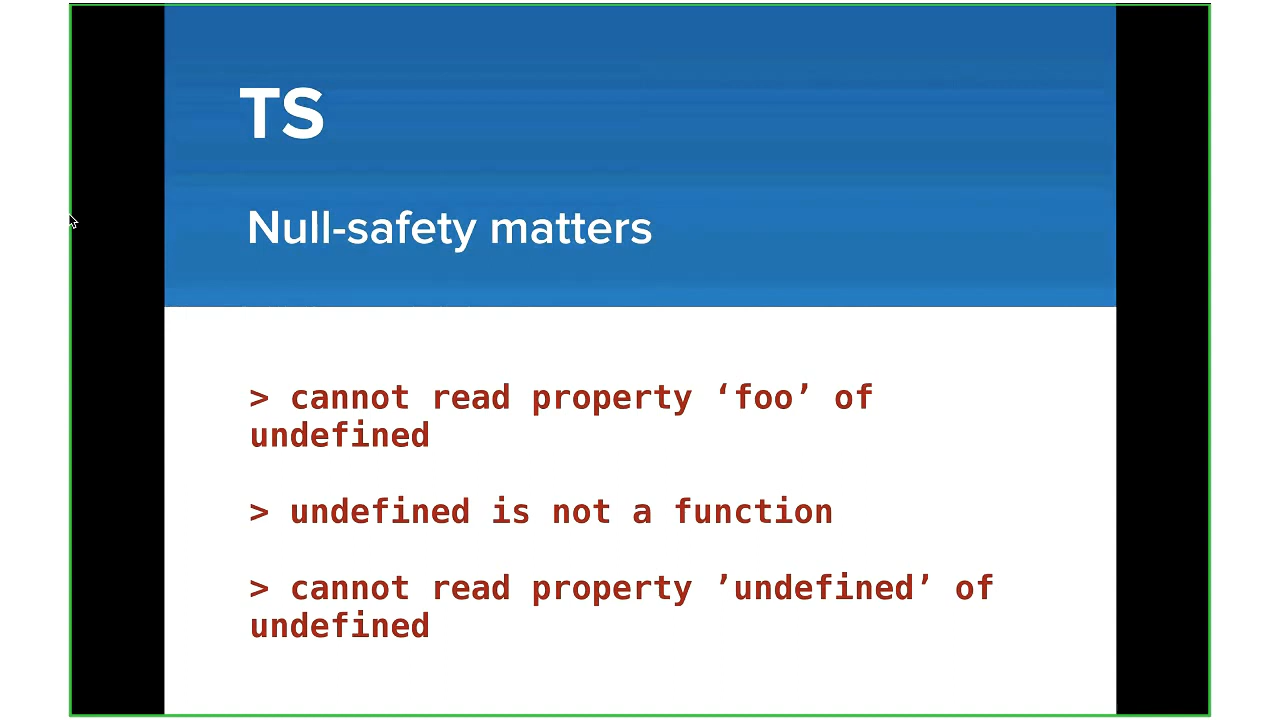 TS
Null-safety matters
> cannot read property ‘foo’ of
undefined
> undefined is not a function
> cannot read property ’undefined’ of
undefined